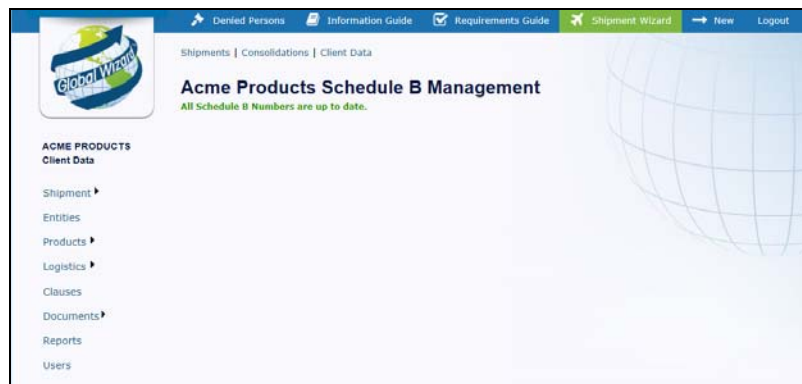 Denied Persons Information Guide Requirements Guide Shipment Wizard New Logout
Global Wizard
Shipments | Consolidations | Client Data
Acme Products Schedule B Management
All Schedule B Numbers are up to date.
ACME PRODUCTS
Client Data
Shipment
Entities
Products
Logistics
Clauses
Documents
Reports
Users